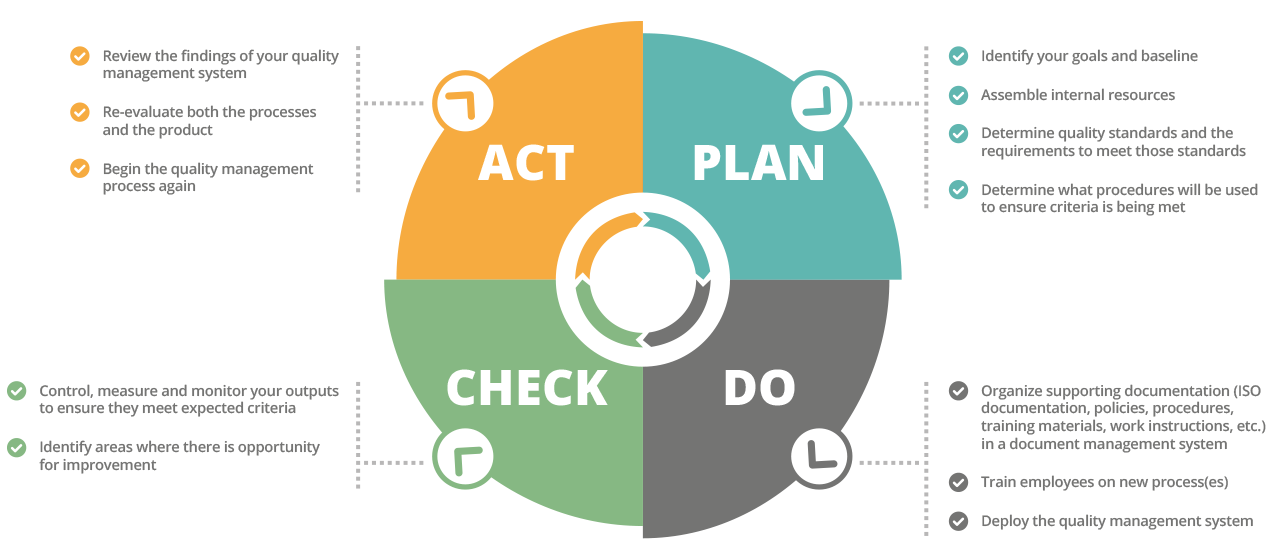 Review the findings of your quality
management system
Re-evaluate both the processes
and the product
Begin the quality management
process again
ACT
PLAN
Identify your goals and baseline
Assemble internal resources
Determine quality standards and the
requirements to meet those standards
Determine what procedures will be used
to ensure criteria is being met
Control, measure and monitor your outputs
to ensure they meet expected criteria
Identify areas where there is opportunity
for improvement
CHECK
DO
Organize supporting documentation (ISO
documentation, policies, procedures,
training materials, work instructions, etc.)
in a document management system
Train employees on new process(es)
Deploy the quality management system